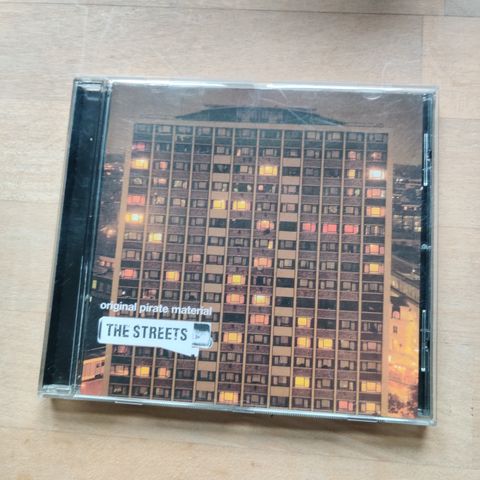 original pirate material
THE STREETS